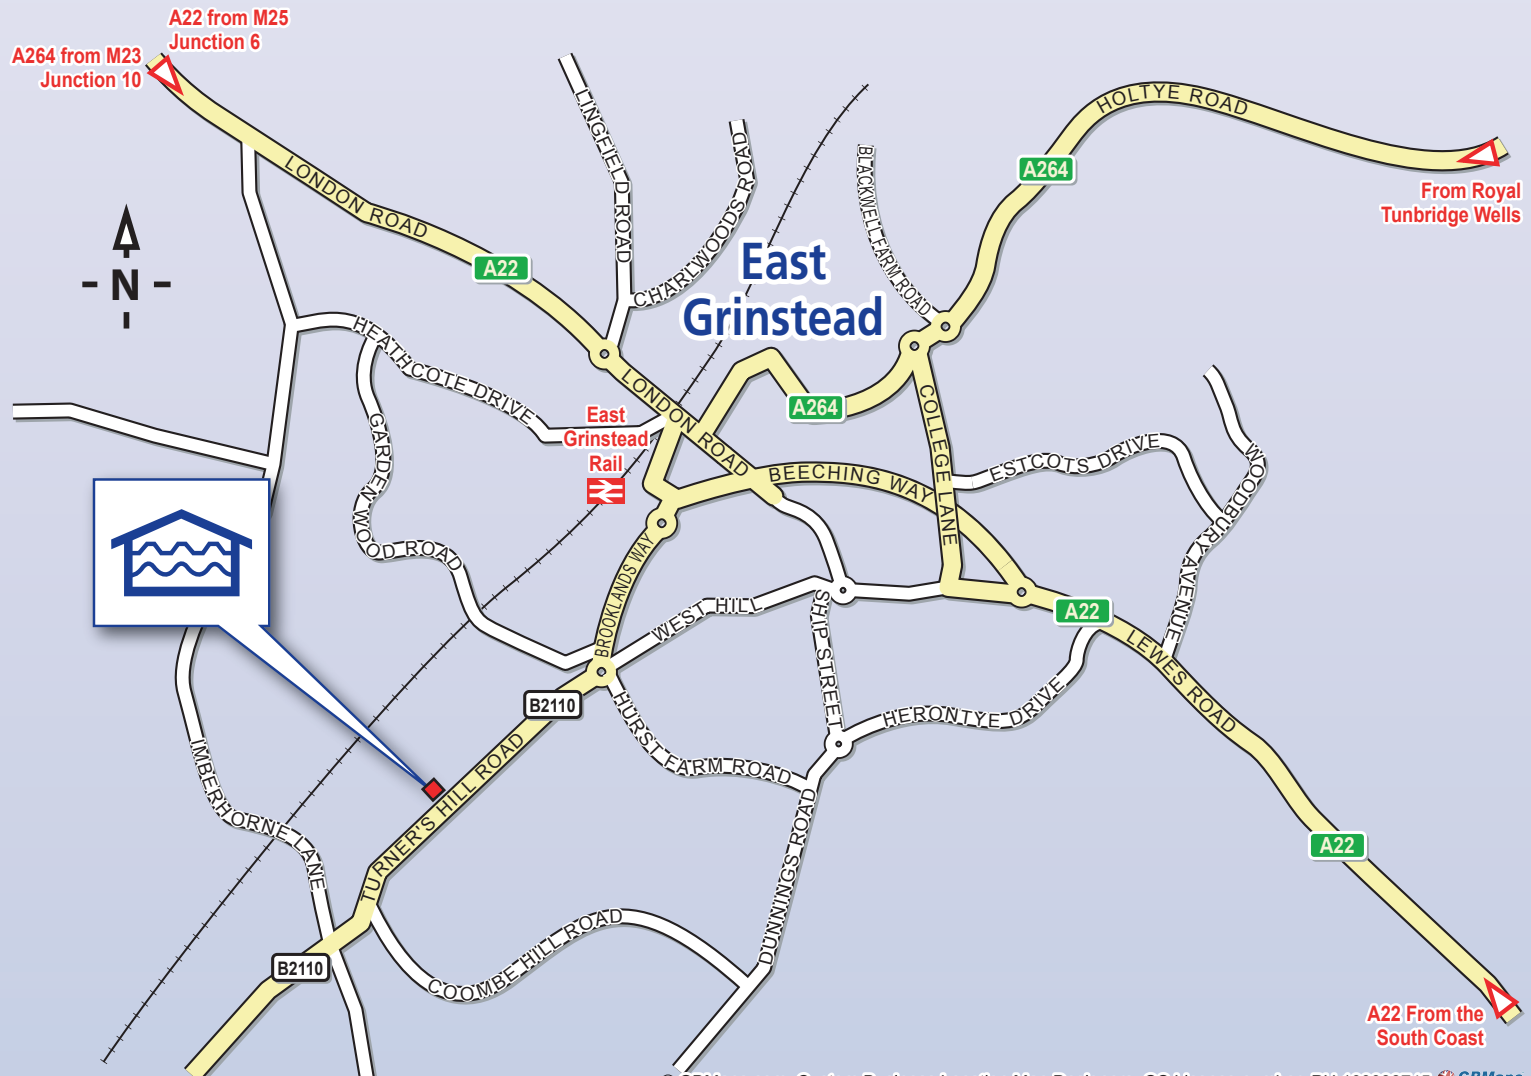 A22 from M25
Junction 6
A264 from M23
Junction 10
LONDON ROAD
A22
LINGFIELD ROAD
CHARLWOODS ROAD
BLACKWELL FARM ROAD
HOLTYE ROAD
A264
From Royal
Tunbridge Wells
N
East
Grinstead
HEATHCOTE DRIVE
LONDON ROAD
A264
East
Grinstead
Rail
GARDEN WOOD ROAD
COLLEGE LANE
BEECHING WAY
ESTCOTS DRIVE
WOODBURY AVENUE
BROOKLANDS WAY
WEST HILL
SHIP STREET
A22
LEWES ROAD
B2110
HURST FARM ROAD
HERONTYE DRIVE
IMBERHORNE LANE
TURNER'S HILL ROAD
DUNNINGS ROAD
COOMBE HILL ROAD
B2110
A22
A22 From the
South Coast